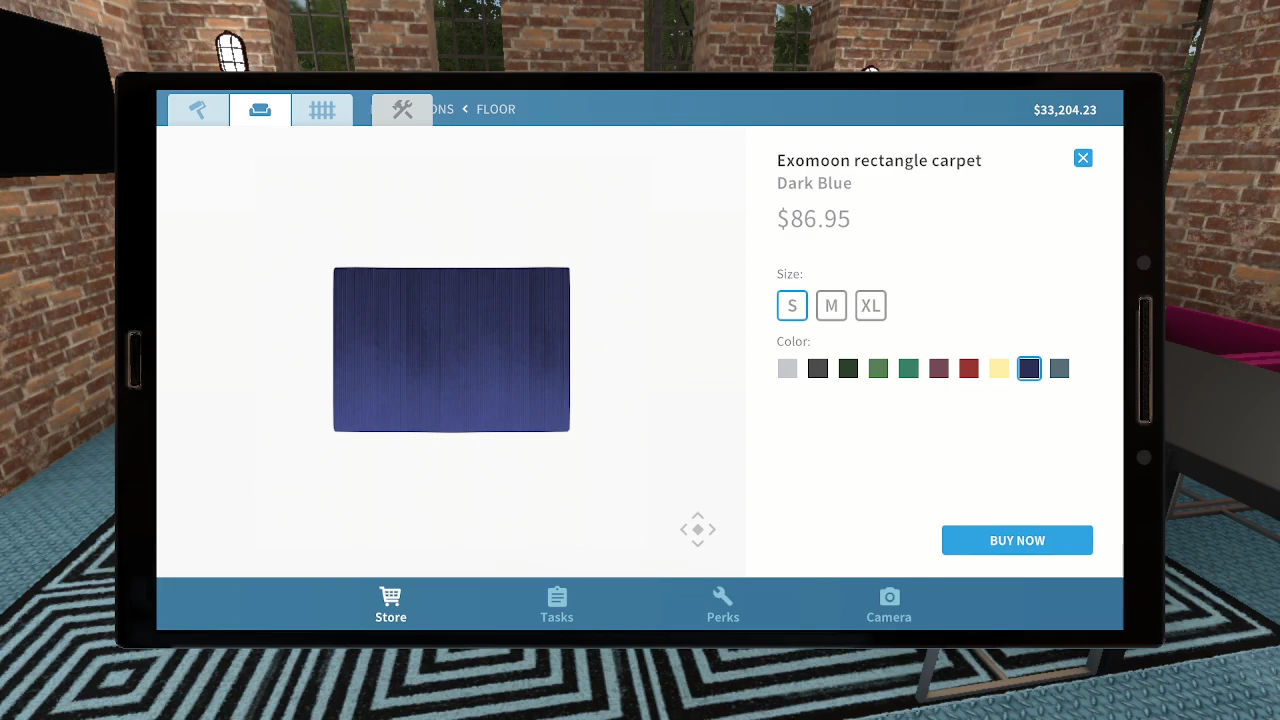 ONS < FLOOR
$33,204.23
Exomoon rectangle carpet
Dark Blue
$86.95
Size:
S M XL
Color:
BUY NOW
Store Tasks Perks Camera